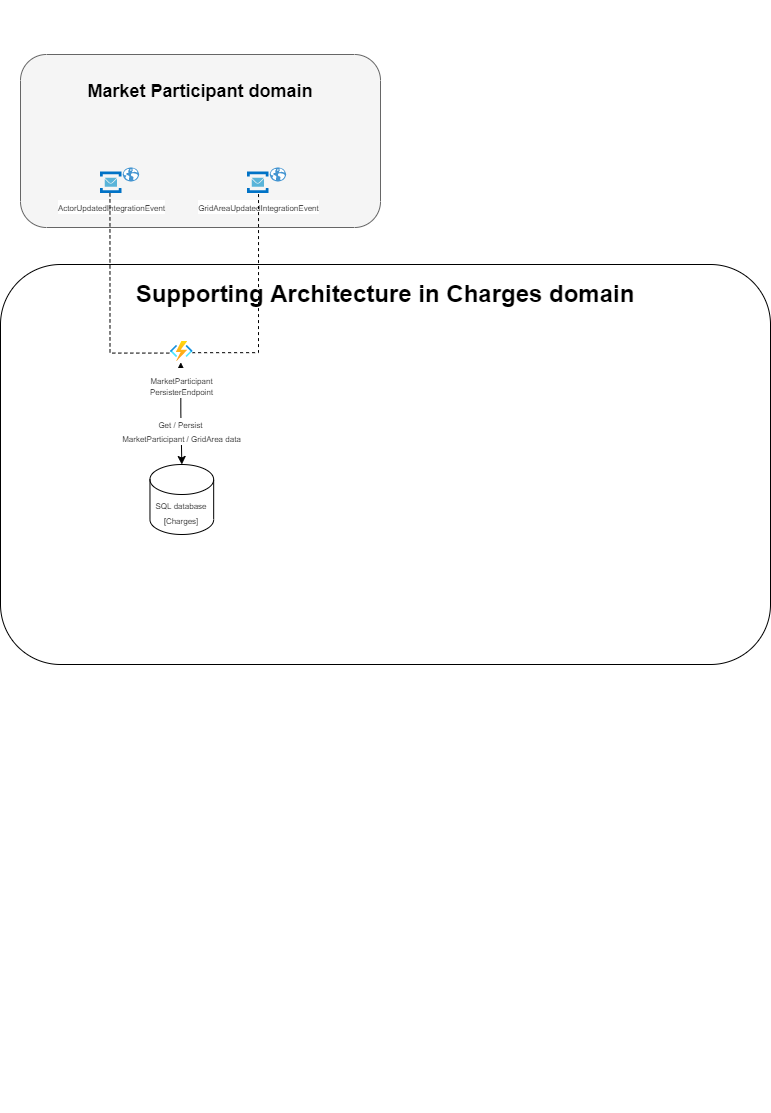 Market Participant domain
ActorUpdatedIntegrationEvent
GridAreaUpdatedIntegrationEvent
Supporting Architecture in Charges domain
MarketParticipant
PersisterEndpoint
Get / Persist
MarketParticipant / GridArea data
SQL database
[Charges]